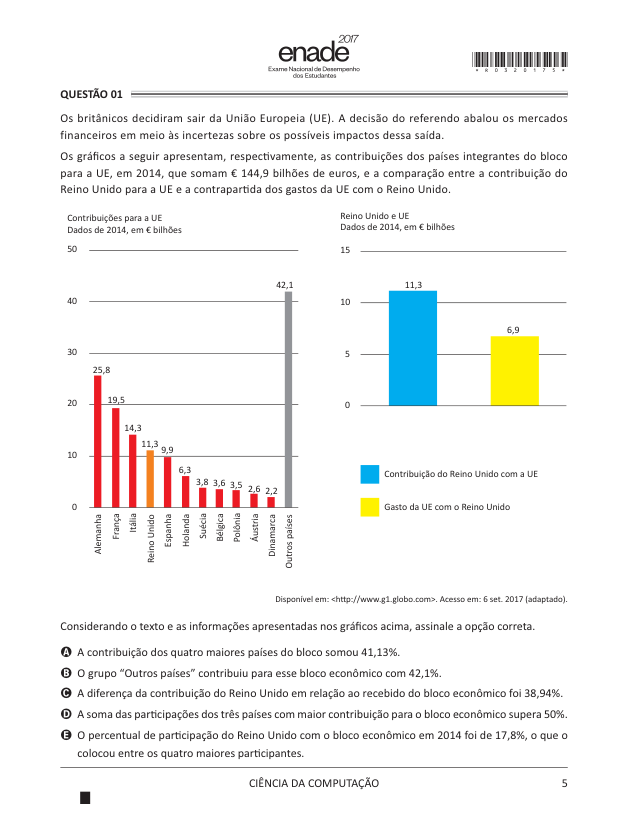 2017
enade
Exame Nacional de Desempenho
dos Estudantes
*R0320175*
QUESTÃO 01
Os britânicos decidiram sair da União Europeia (UE). A decisão do referendo abalou os mercados
financeiros em meio às incertezas sobre os possíveis impactos dessa saída.
Os gráficos a seguir apresentam, respectivamente, as contribuições dos países integrantes do bloco
para a UE, em 2014, que somam € 144,9 bilhões de euros, e a comparação entre a contribuição do
Reino Unido para a UE e a contrapartida dos gastos da UE com o Reino Unido.
Contribuições para a UE
Dados de 2014, em € bilhões
50
40
30
20
10
0
25,8
19,5
14,3
11,3
9,9
6,3
3,8
3,6
3,5
2,6
2,2
42,1
Alemanha
França
Itália
Reino Unido
Espanha
Holanda
Suécia
Bélgica
Polônia
Áustria
Dinamarca
Outros países
Reino Unido e UE
Dados de 2014, em € bilhões
15
10
5
0
11,3
6,9
Contribuição do Reino Unido com a UE
Gasto da UE com o Reino Unido
Disponível em: <http://www.g1.globo.com>. Acesso em: 6 set. 2017 (adaptado).
Considerando o texto e as informações apresentadas nos gráficos acima, assinale a opção correta.
A A contribuição dos quatro maiores países do bloco somou 41,13%.
B O grupo “Outros países” contribuiu para esse bloco econômico com 42,1%.
C A diferença da contribuição do Reino Unido em relação ao recebido do bloco econômico foi 38,94%.
D A soma das participações dos três países com maior contribuição para o bloco econômico supera 50%.
E O percentual de participação do Reino Unido com o bloco econômico em 2014 foi de 17,8%, o que o
colocou entre os quatro maiores participantes.
CIÊNCIA DA COMPUTAÇÃO
5